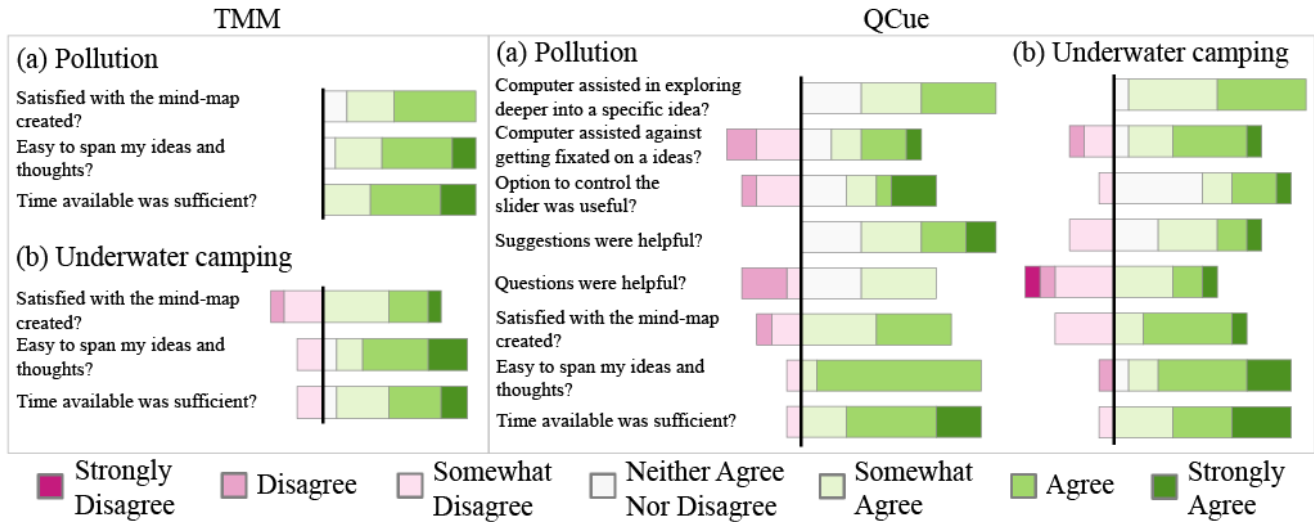 TMM
QCue
(a) Pollution
Satisfied with the mind-map
created?
Easy to span my ideas and
thoughts?
Time available was sufficient?
(b) Underwater camping
Satisfied with the mind-map
created?
Easy to span my ideas and
thoughts?
Time available was sufficient?
(a) Pollution
Computer assisted in exploring
deeper into a specific idea?
Computer assisted against
getting fixated on a ideas?
Option to control the
slider was useful?
Suggestions were helpful?
Questions were helpful?
Satisfied with the mind-map
created?
Easy to span my ideas and
thoughts?
Time available was sufficient?
(b) Underwater camping
Strongly
Disagree
Disagree
Somewhat
Disagree
Neither Agree
Nor Disagree
Somewhat
Agree
Agree
Strongly
Agree